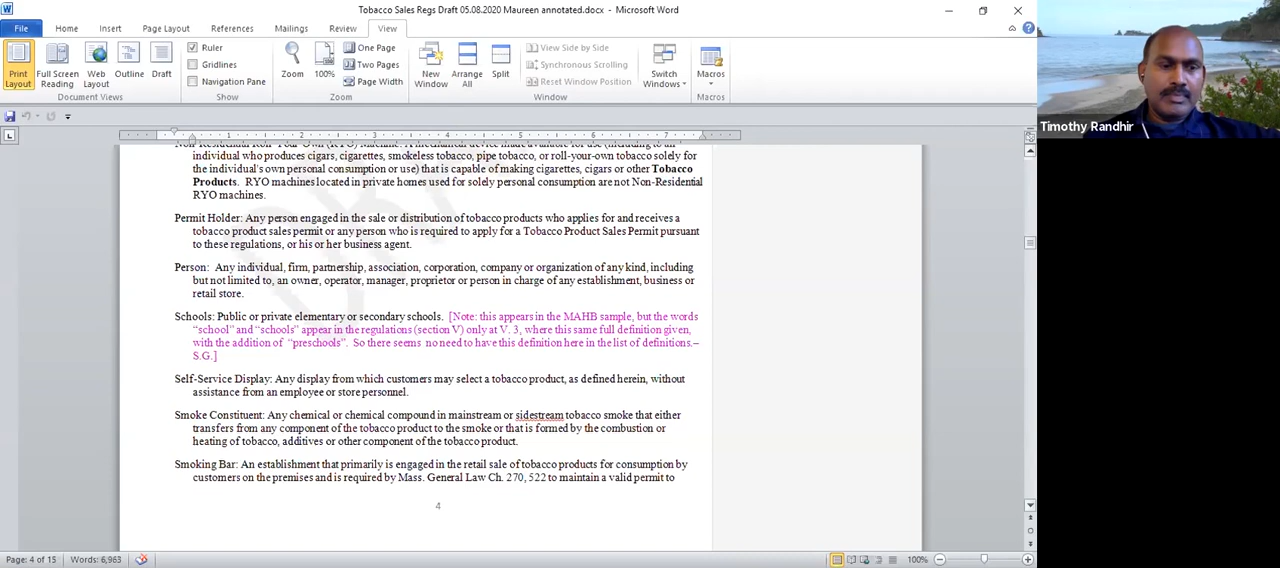 Tobacco Sales Regs Draft 05.08.2020 Maureen annotated.docx - Microsoft Word
File Home Insert Page Layout References Mailings Review View
Print Layout
Full Screen Reading
Web Layout
Outline
Draft
Document Views
Ruler
Gridlines
Navigation Pane
Show
Zoom
100%
One Page
Two Pages
Page Width
Zoom
New Window
Arrange All
Split
View Side by Side
Synchronous Scrolling
Reset Window Position
Window
Switch Windows
Macros
Macros
1 2 3 4 5 6 7
individual who produces cigars, cigarettes, smokeless tobacco, pipe tobacco, or roll-your-own tobacco solely for
the individual's own personal consumption or use) that is capable of making cigarettes, cigars or other Tobacco
Products. RYO machines located in private homes used for solely personal consumption are not Non-Residential
RYO machines.
Permit Holder: Any person engaged in the sale or distribution of tobacco products who applies for and receives a
tobacco product sales permit or any person who is required to apply for a Tobacco Product Sales Permit pursuant
to these regulations, or his or her business agent.
Person: Any individual, firm, partnership, association, corporation, company or organization of any kind, including
but not limited to, an owner, operator, manager, proprietor or person in charge of any establishment, business or
retail store.
Schools: Public or private elementary or secondary schools. [Note: this appears in the MAHB sample, but the words
“school” and “schools” appear in the regulations (section V) only at V. 3, where this same full definition given,
with the addition of “preschools”. So there seems no need to have this definition here in the list of definitions.–
S.G.]
Self-Service Display: Any display from which customers may select a tobacco product, as defined herein, without
assistance from an employee or store personnel.
Smoke Constituent: Any chemical or chemical compound in mainstream or sidestream tobacco smoke that either
transfers from any component of the tobacco product to the smoke or that is formed by the combustion or
heating of tobacco, additives or other component of the tobacco product.
Smoking Bar: An establishment that primarily is engaged in the retail sale of tobacco products for consumption by
customers on the premises and is required by Mass. General Law Ch. 270, 522 to maintain a valid permit to
4
Page: 4 of 15 Words: 6,963
100%
Timothy Randhir